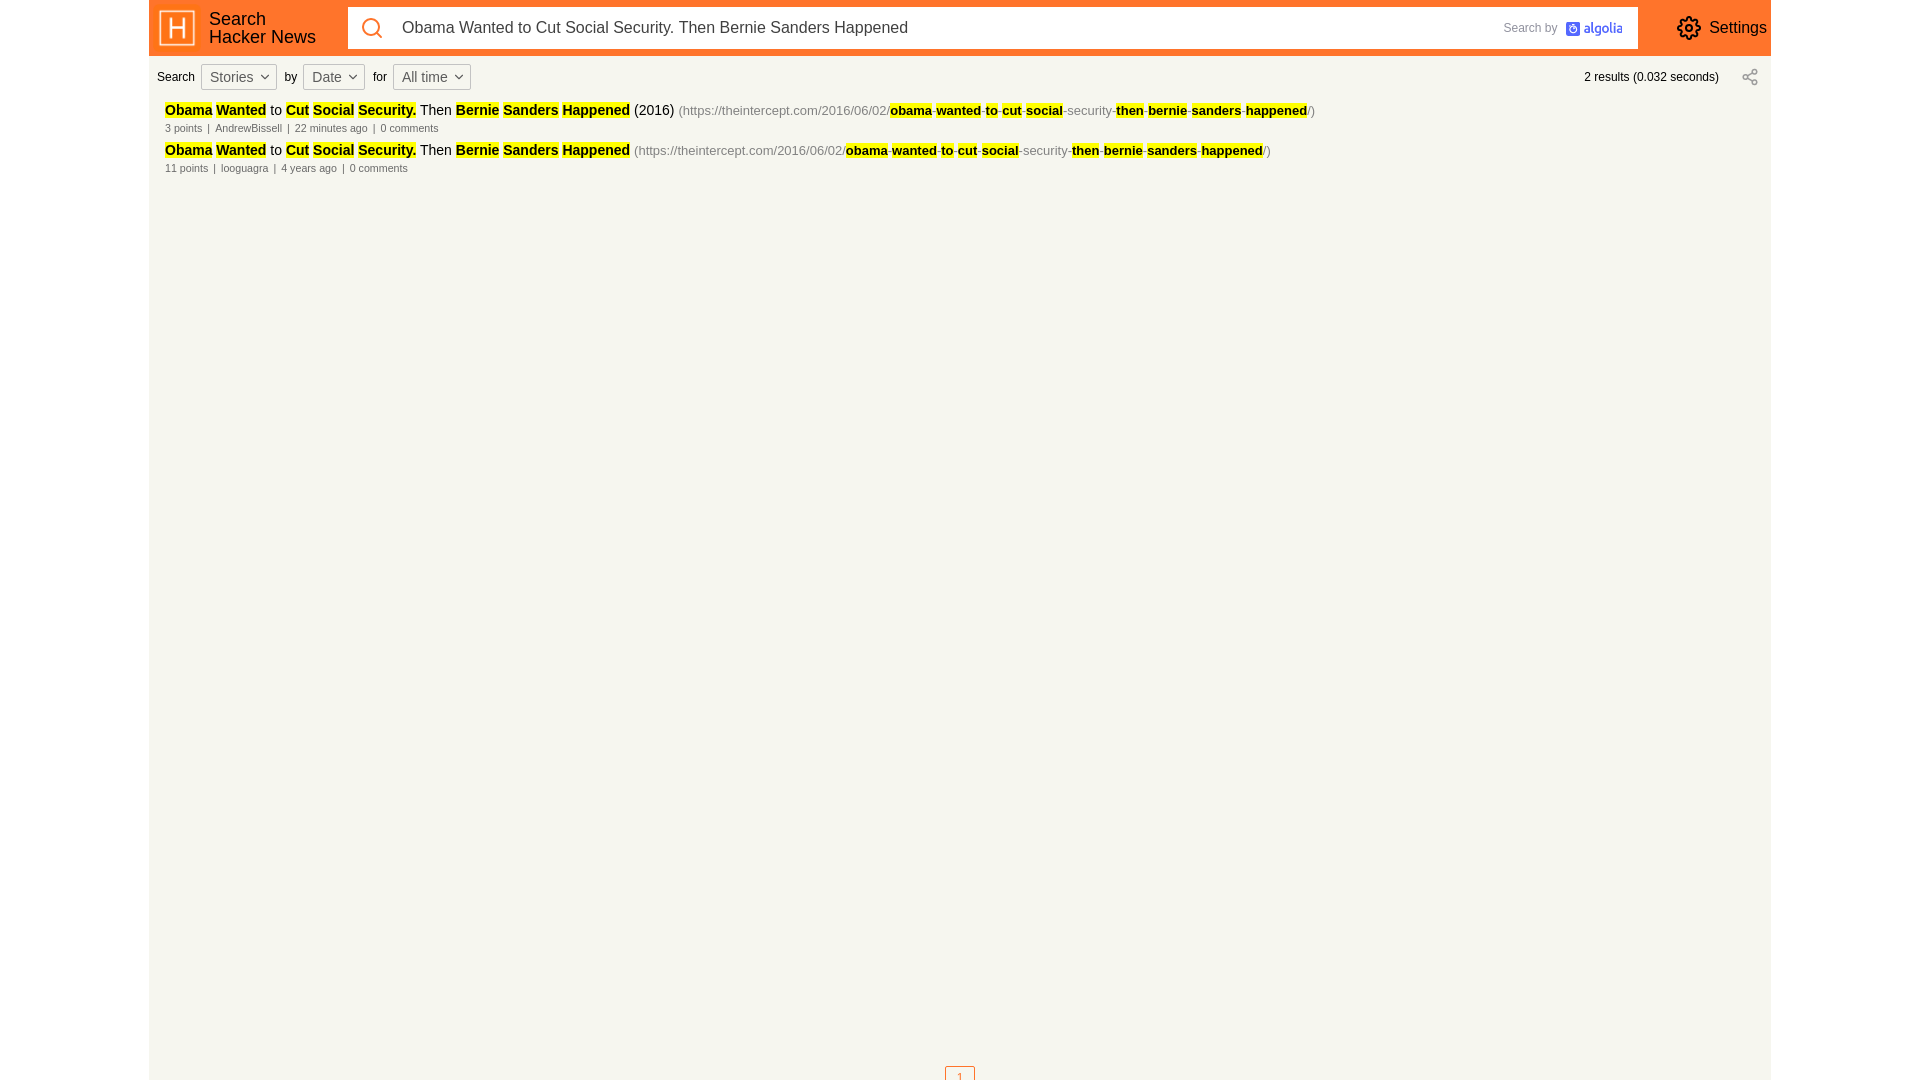 Search
Hacker News
Obama Wanted to Cut Social Security. Then Bernie Sanders Happened
Search by algolia
Settings
Search Stories by Date for All time
2 results (0.032 seconds)
Obama Wanted to Cut Social Security. Then Bernie Sanders Happened (2016) (https://theintercept.com/2016/06/02/obama-wanted-to-cut-social-security-then-bernie-sanders-happened/)
3 points | AndrewBissell | 22 minutes ago | 0 comments
Obama Wanted to Cut Social Security. Then Bernie Sanders Happened (https://theintercept.com/2016/06/02/obama-wanted-to-cut-social-security-then-bernie-sanders-happened/)
11 points | looguagra | 4 years ago | 0 comments
1